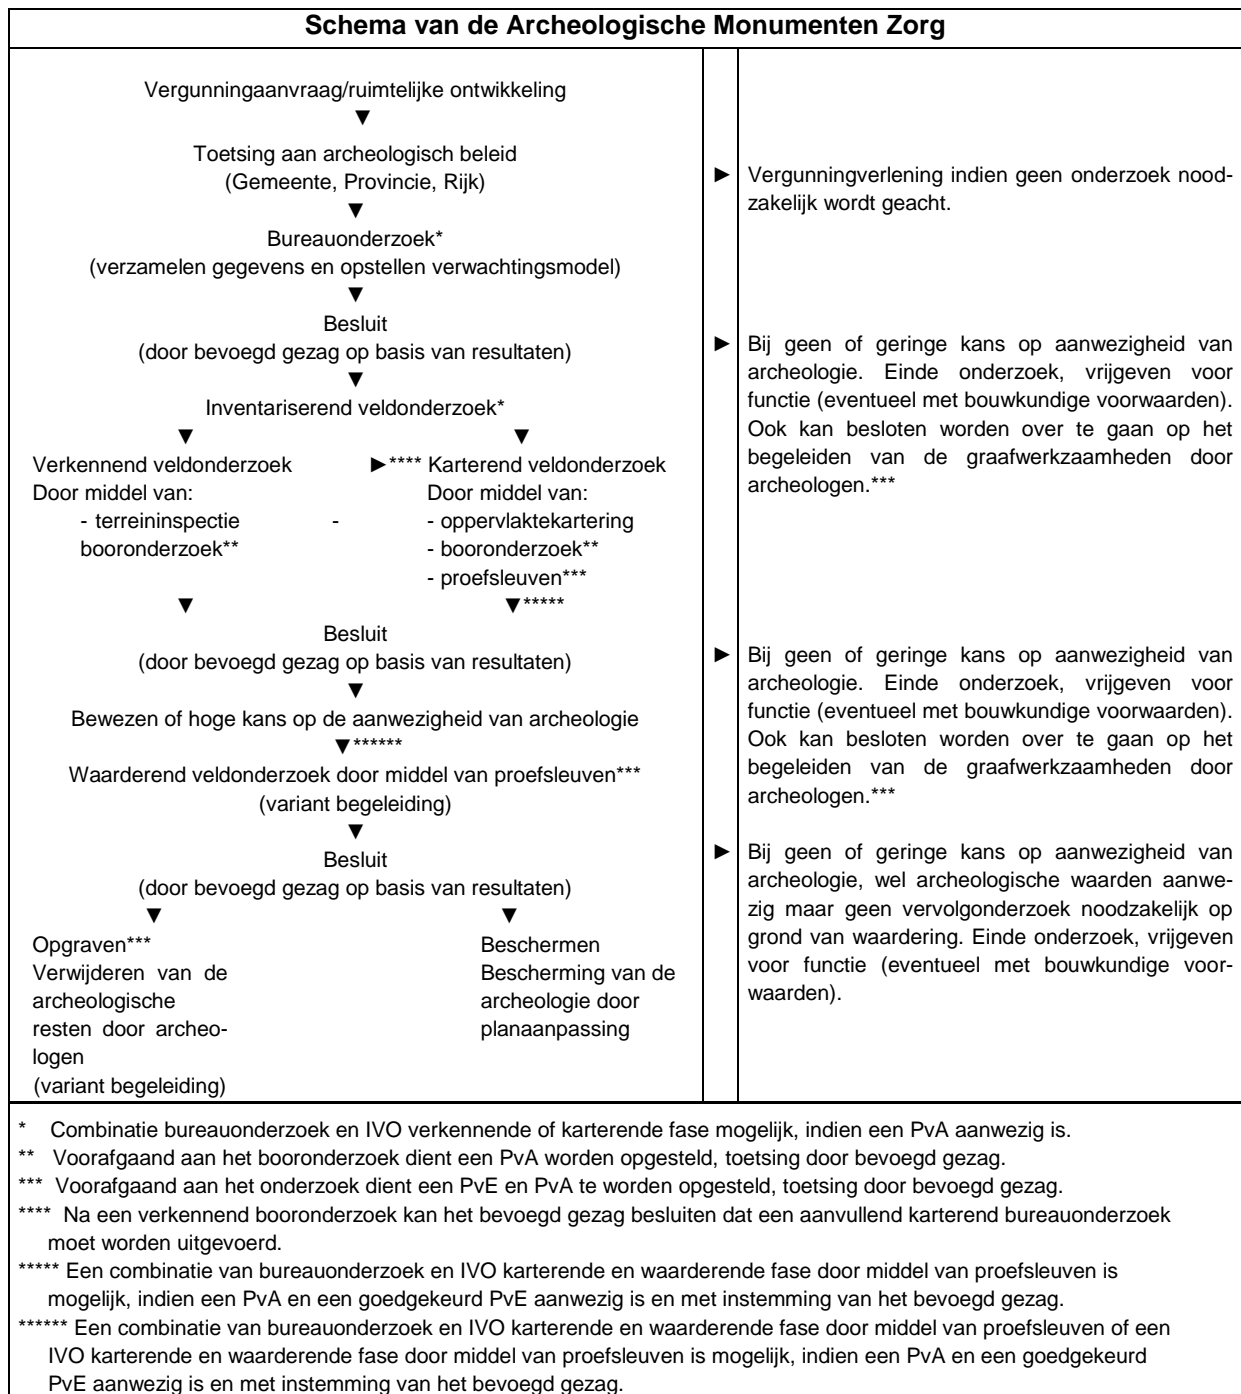 Schema van de Archeologische Monumenten Zorg
Vergunningaanvraag/ruimtelijke ontwikkeling
▼
Toetsing aan archeologisch beleid
(Gemeente, Provincie, Rijk)
▼
Bureauonderzoek*
(verzamelen gegevens en opstellen verwachtingsmodel)
▼
Besluit
(door bevoegd gezag op basis van resultaten)
▼
Inventariserend veldonderzoek*
▼ ▼
Verkennend veldonderzoek ►**** Karterend veldonderzoek
Door middel van: Door middel van:
- terreininspectie - - oppervlaktekartering
booronderzoek** - booronderzoek**
- proefsleuven***
▼ ▼*****
Besluit
(door bevoegd gezag op basis van resultaten)
▼
Bewezen of hoge kans op de aanwezigheid van archeologie
▼******
Waarderend veldonderzoek door middel van proefsleuven***
(variant begeleiding)
▼
Besluit
(door bevoegd gezag op basis van resultaten)
▼ ▼
Opgraven*** Beschermen
Verwijderen van de Bescherming van de
archeologische archeologie door
resten door archeo- planaanpassing
logen
(variant begeleiding)
► Vergunningverlening indien geen onderzoek nood-
zakelijk wordt geacht.
► Bij geen of geringe kans op aanwezigheid van
archeologie. Einde onderzoek, vrijgeven voor
functie (eventueel met bouwkundige voorwaarden).
Ook kan besloten worden over te gaan op het
begeleiden van de graafwerkzaamheden door
archeologen.***
► Bij geen of geringe kans op aanwezigheid van
archeologie. Einde onderzoek, vrijgeven voor
functie (eventueel met bouwkundige voorwaarden).
Ook kan besloten worden over te gaan op het
begeleiden van de graafwerkzaamheden door
archeologen.***
► Bij geen of geringe kans op aanwezigheid van
archeologie, wel archeologische waarden aanwe-
zig maar geen vervolgonderzoek noodzakelijk op
grond van waardering. Einde onderzoek, vrijgeven
voor functie (eventueel met bouwkundige voor-
waarden).
* Combinatie bureauonderzoek en IVO verkennende of karterende fase mogelijk, indien een PvA aanwezig is.
** Voorafgaand aan het booronderzoek dient een PvA worden opgesteld, toetsing door bevoegd gezag.
*** Voorafgaand aan het onderzoek dient een PvE en PvA te worden opgesteld, toetsing door bevoegd gezag.
**** Na een verkennend booronderzoek kan het bevoegd gezag besluiten dat een aanvullend karterend bureauonderzoek
moet worden uitgevoerd.
***** Een combinatie van bureauonderzoek en IVO karterende en waarderende fase door middel van proefsleuven is
mogelijk, indien een PvA en een goedgekeurd PvE aanwezig is en met instemming van het bevoegd gezag.
****** Een combinatie van bureauonderzoek en IVO karterende en waarderende fase door middel van proefsleuven of een
IVO karterende en waarderende fase door middel van proefsleuven is mogelijk, indien een PvA en een goedgekeurd
PvE aanwezig is en met instemming van het bevoegd gezag.